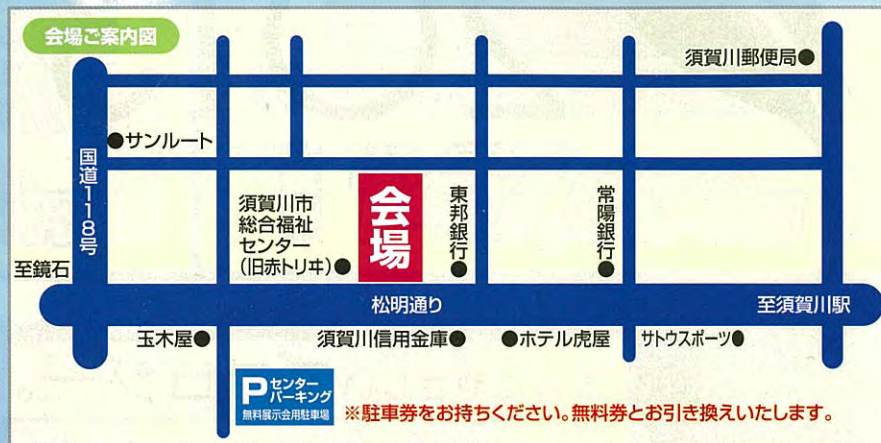 会場ご案内図
須賀川郵便局
サンルート
国道118号
須賀川市
総合福祉
センター
(旧赤トリヰ)
会場
東邦銀行
常陽銀行
至鏡石
松明通り
至須賀川駅
玉木屋
須賀川信用金庫
ホテル虎屋
サトウスポーツ
P センター
パーキング
無料展示会用駐車場
※駐車券をお持ちください。無料券とお引き換えいたします。